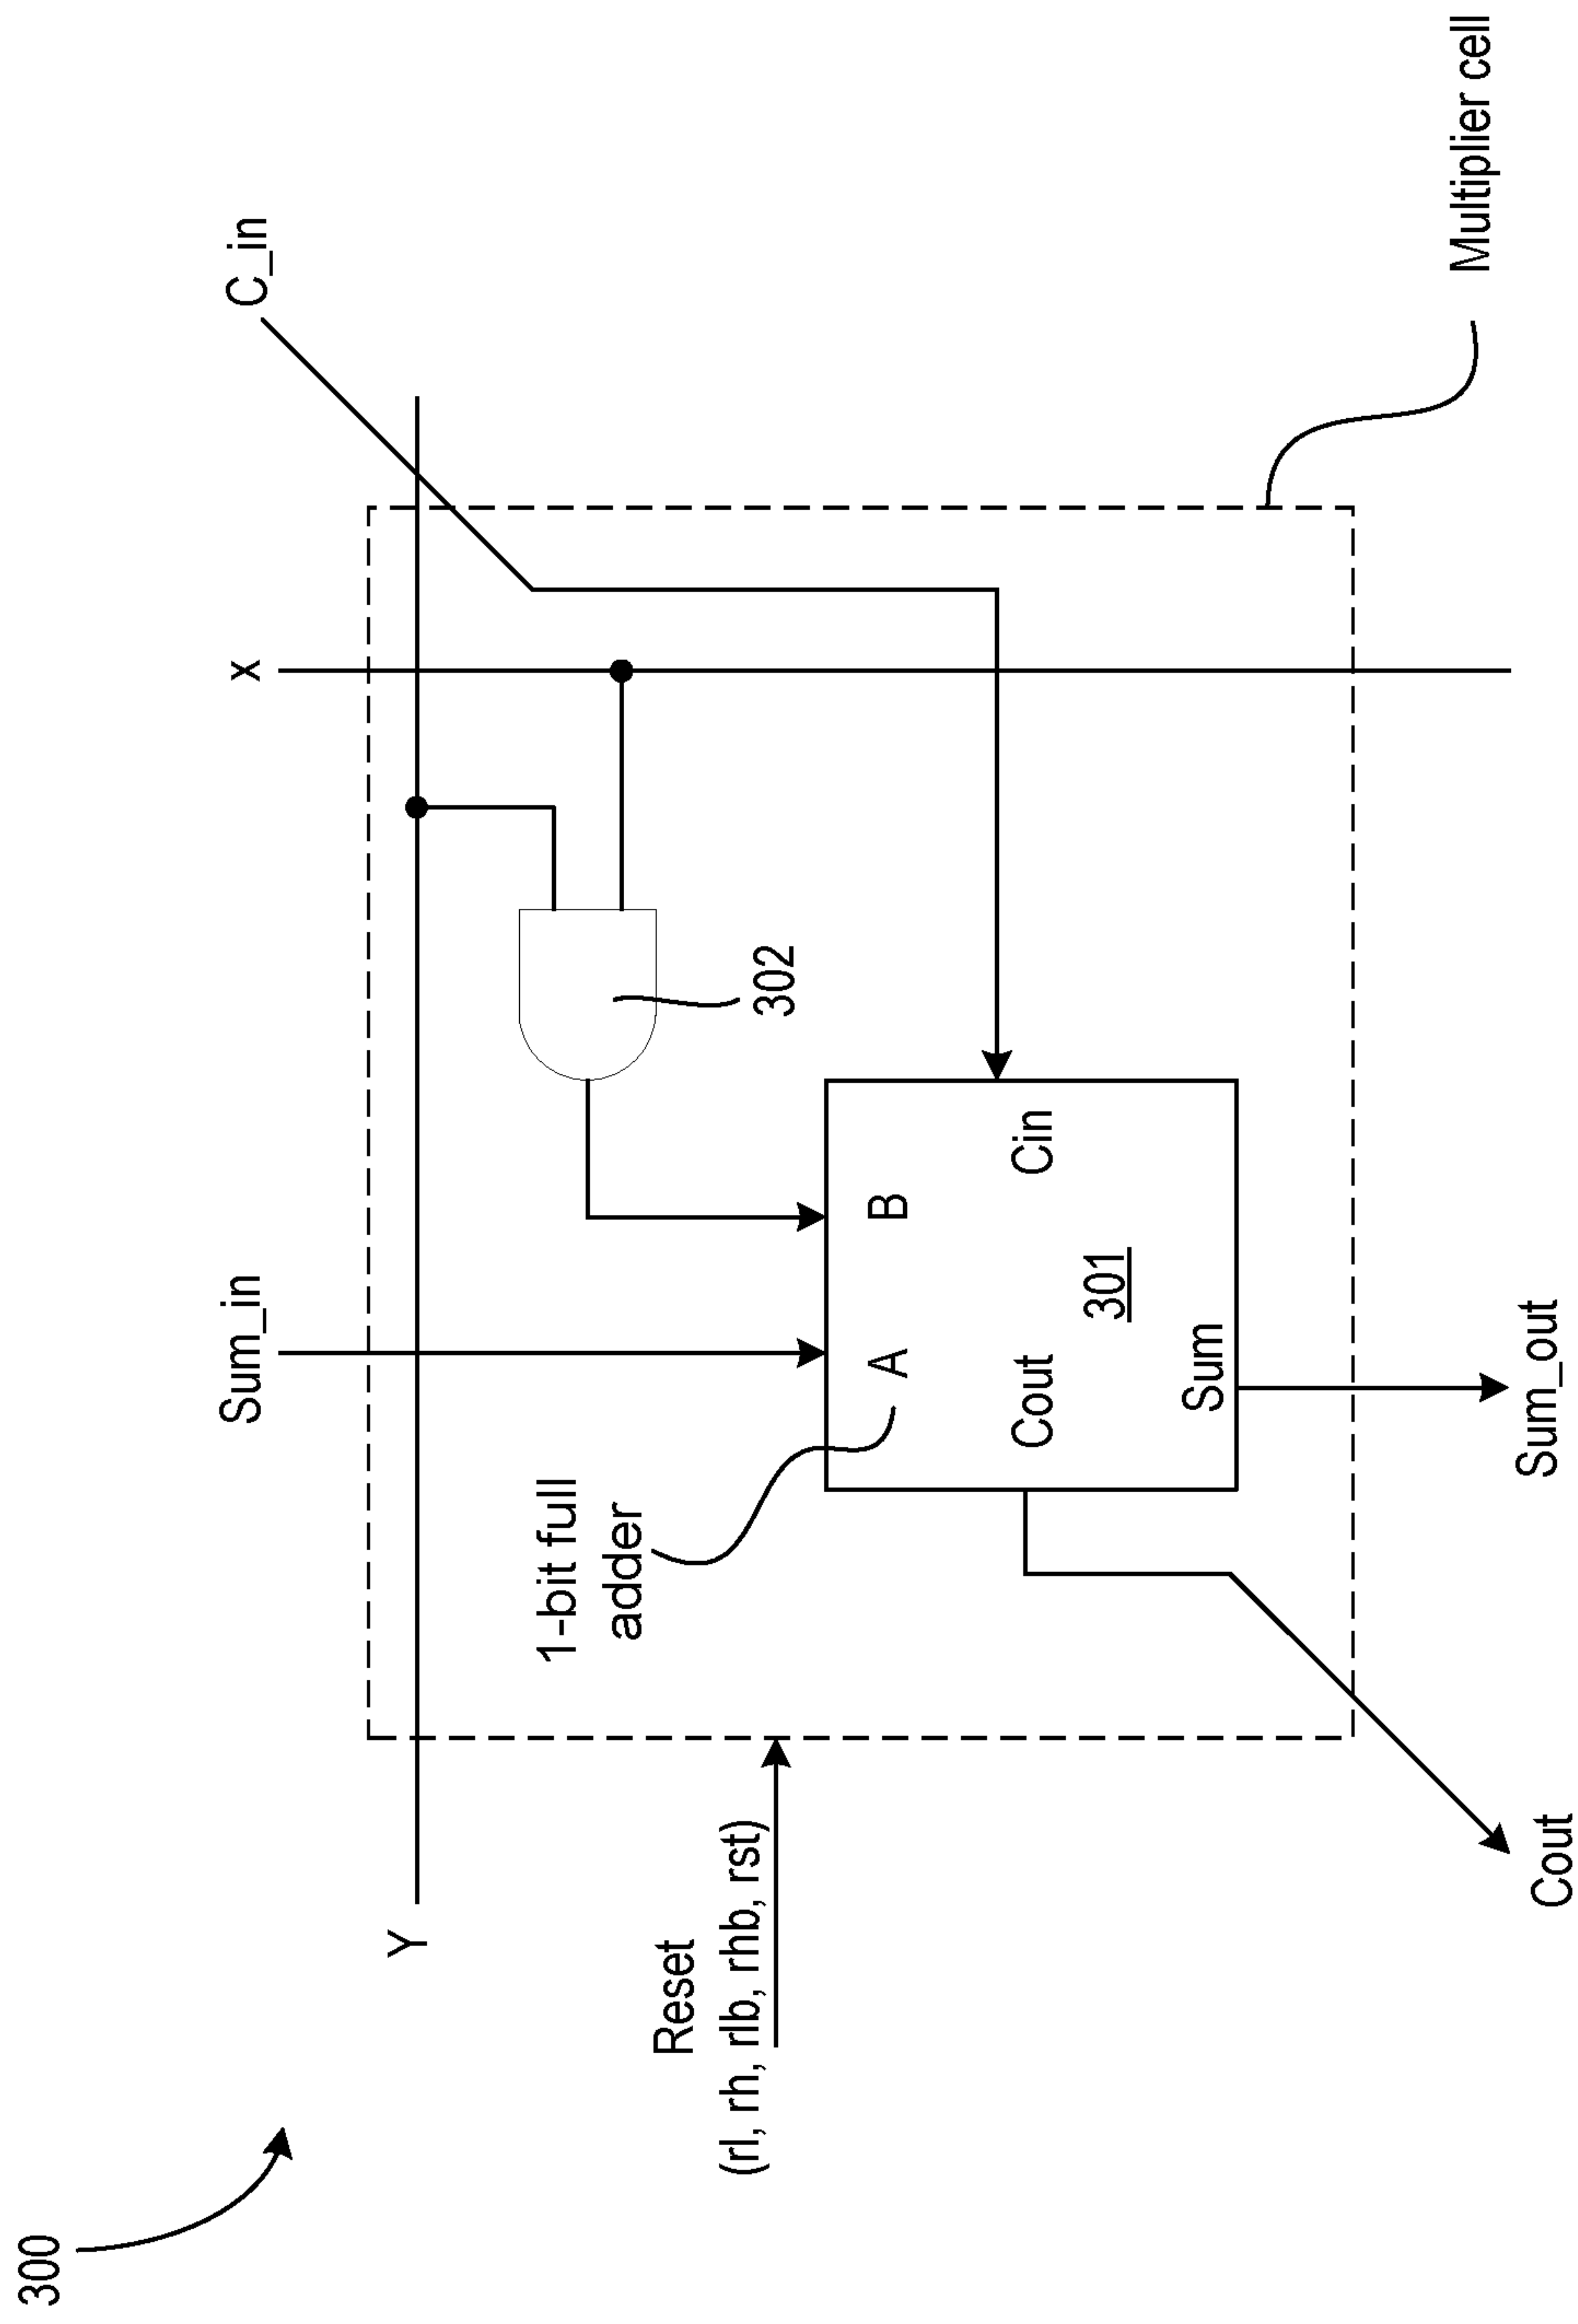 300
Sum_in
x
C_in
Y
1-bit full
adder
302
Reset
(rl, rh, rlb, rhb, rst)
A
B
Cout
Cin
301
Sum
Cout
Sum_out
Multiplier cell